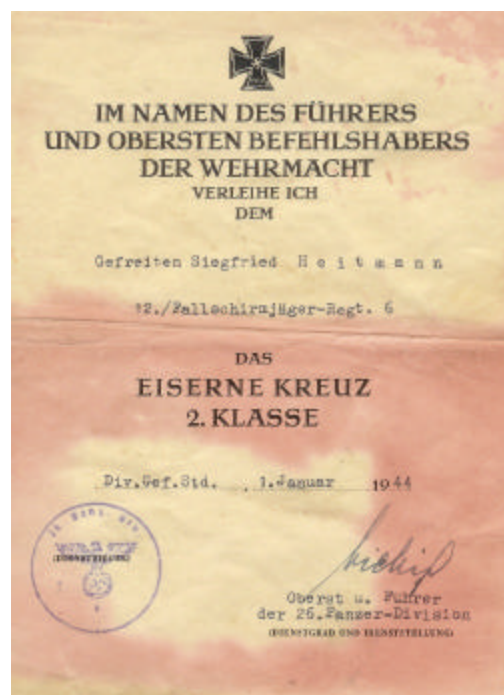 IM NAMEN DES FÜHRERS
UND OBERSTEN BEFEHLSHABERS
DER WEHRMACHT
VERLEIHE ICH
DEM
Gefreiten Siegfried Heitmann
12./Fallschirmjäger-Regt. 6
DAS
EISERNE KREUZ
2. KLASSE
Div.Gef.Std. , 1.Januar 1944
Oberst u. Führer
der 26.Panzer-Division
(DIENSTGRAD UND DIENSTSTELLUNG)